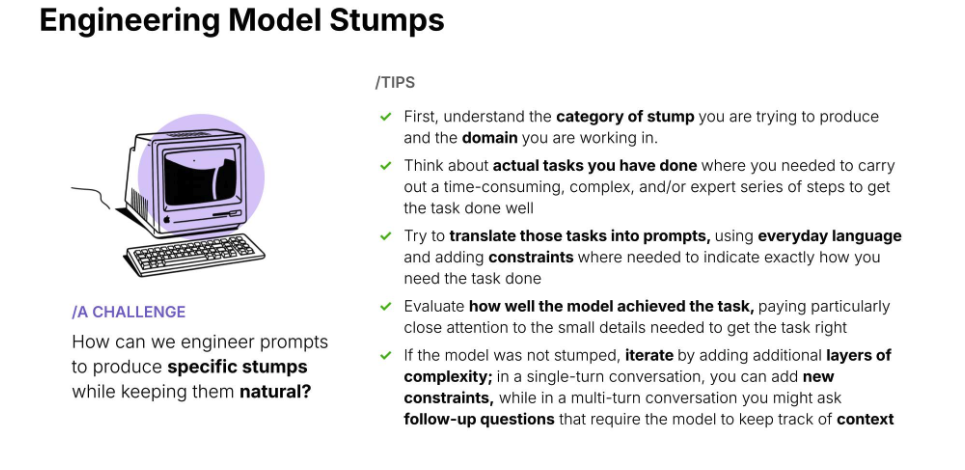 Engineering Model Stumps
/TIPS
First, understand the category of stump you are trying to produce
and the domain you are working in.
Think about actual tasks you have done where you needed to carry
out a time-consuming, complex, and/or expert series of steps to get
the task done well
Try to translate those tasks into prompts, using everyday language
and adding constraints where needed to indicate exactly how you
need the task done
Evaluate how well the model achieved the task, paying particularly
close attention to the small details needed to get the task right
If the model was not stumped, iterate by adding additional layers of
complexity; in a single-turn conversation, you can add new
constraints, while in a multi-turn conversation you might ask
follow-up questions that require the model to keep track of context
/A CHALLENGE
How can we engineer prompts
to produce specific stumps
while keeping them natural?